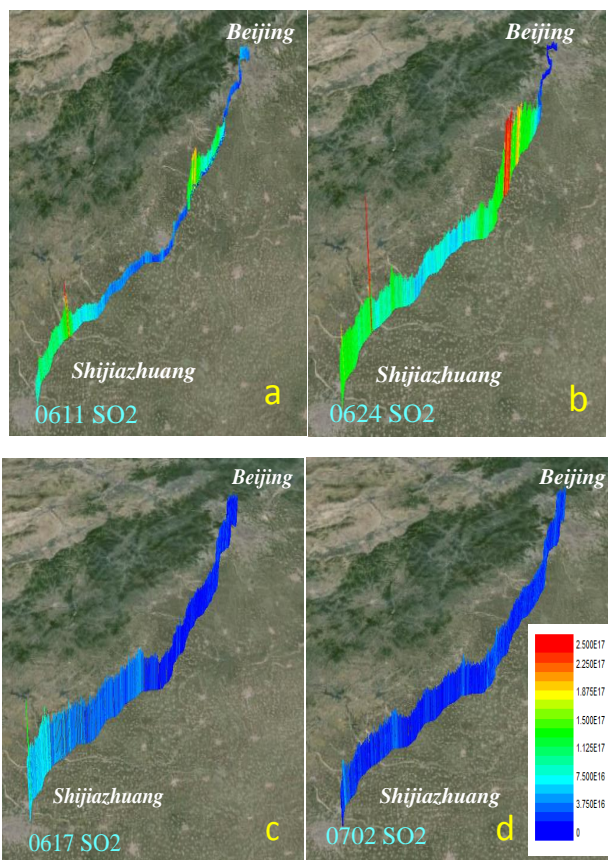 Beijing
Shijiazhuang
a
0611 SO2
Beijing
Shijiazhuang
b
0624 SO2
Beijing
Shijiazhuang
c
0617 SO2
Beijing
Shijiazhuang
d
0702 SO2
2.500E17
2.250E17
1.875E17
1.500E17
1.125E17
7.500E16
3.750E16
0